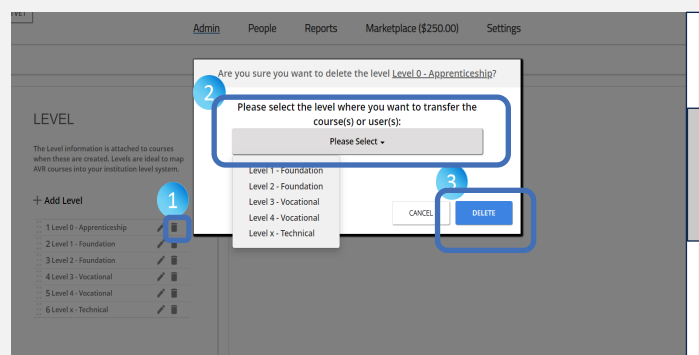 Admin People Reports Marketplace ($250.00) Settings
Are you sure you want to delete the level Level 0 - Apprenticeship?
2
Please select the level where you want to transfer the
course(s) or user(s):
Please Select
Level 1 - Foundation
Level 2 - Foundation
Level 3 - Vocational
Level 4 - Vocational
Level x - Technical
3
CANCEL DELETE
LEVEL
The Level information is attached to courses
when these are created. Levels are ideal to map
AVR courses into your institution level system.
+ Add Level
1
1 Level 0 - Apprenticeship
2 Level 1 - Foundation
3 Level 2 - Foundation
4 Level 3 - Vocational
5 Level 4 - Vocational
6 Level x - Technical